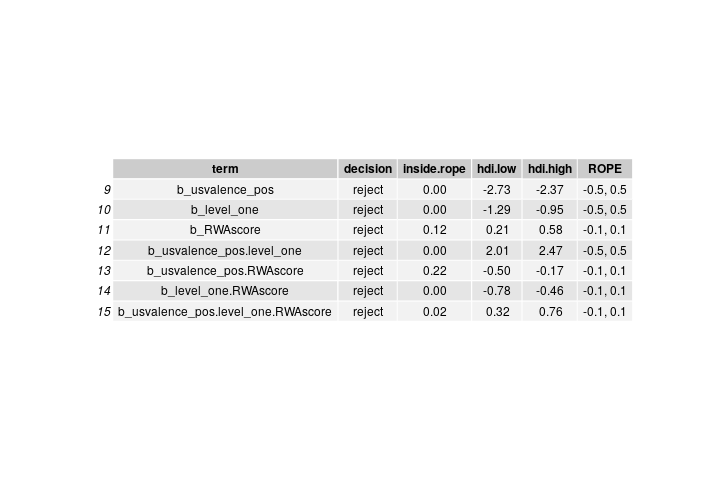 term decision inside.rope hdi.low hdi.high ROPE
9 b_usvalence_pos reject 0.00 -2.73 -2.37 -0.5, 0.5
10 b_level_one reject 0.00 -1.29 -0.95 -0.5, 0.5
11 b_RWAscore reject 0.12 0.21 0.58 -0.1, 0.1
12 b_usvalence_pos.level_one reject 0.00 2.01 2.47 -0.5, 0.5
13 b_usvalence_pos.RWAscore reject 0.22 -0.50 -0.17 -0.1, 0.1
14 b_level_one.RWAscore reject 0.00 -0.78 -0.46 -0.1, 0.1
15 b_usvalence_pos.level_one.RWAscore reject 0.02 0.32 0.76 -0.1, 0.1